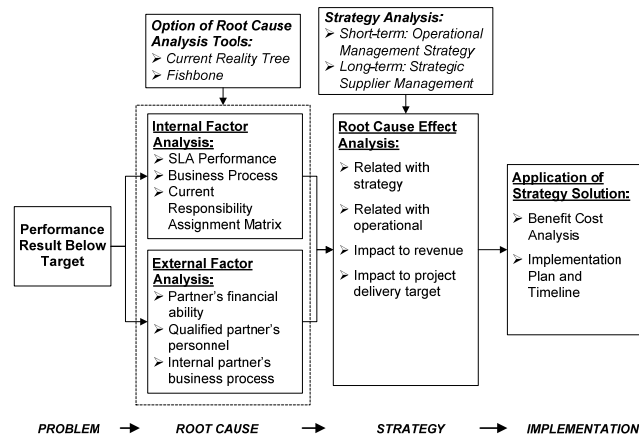 Option of Root Cause
Analysis Tools:
➢ Current Reality Tree
➢ Fishbone
Strategy Analysis:
➢ Short-term: Operational
Management Strategy
➢ Long-term: Strategic
Supplier Management
Performance
Result Below
Target
Internal Factor
Analysis:
➢ SLA Performance
➢ Business Process
➢ Current
Responsibility
Assignment Matrix
External Factor
Analysis:
➢ Partner's financial
ability
➢ Qualified partner's
personnel
➢ Internal partner's
business process
Root Cause Effect
Analysis:
➢ Related with
strategy
➢ Related with
operational
➢ Impact to revenue
➢ Impact to project
delivery target
Application of
Strategy Solution:
➢ Benefit Cost
Analysis
➢ Implementation
Plan and
Timeline
PROBLEM ROOT CAUSE STRATEGY IMPLEMENTATION